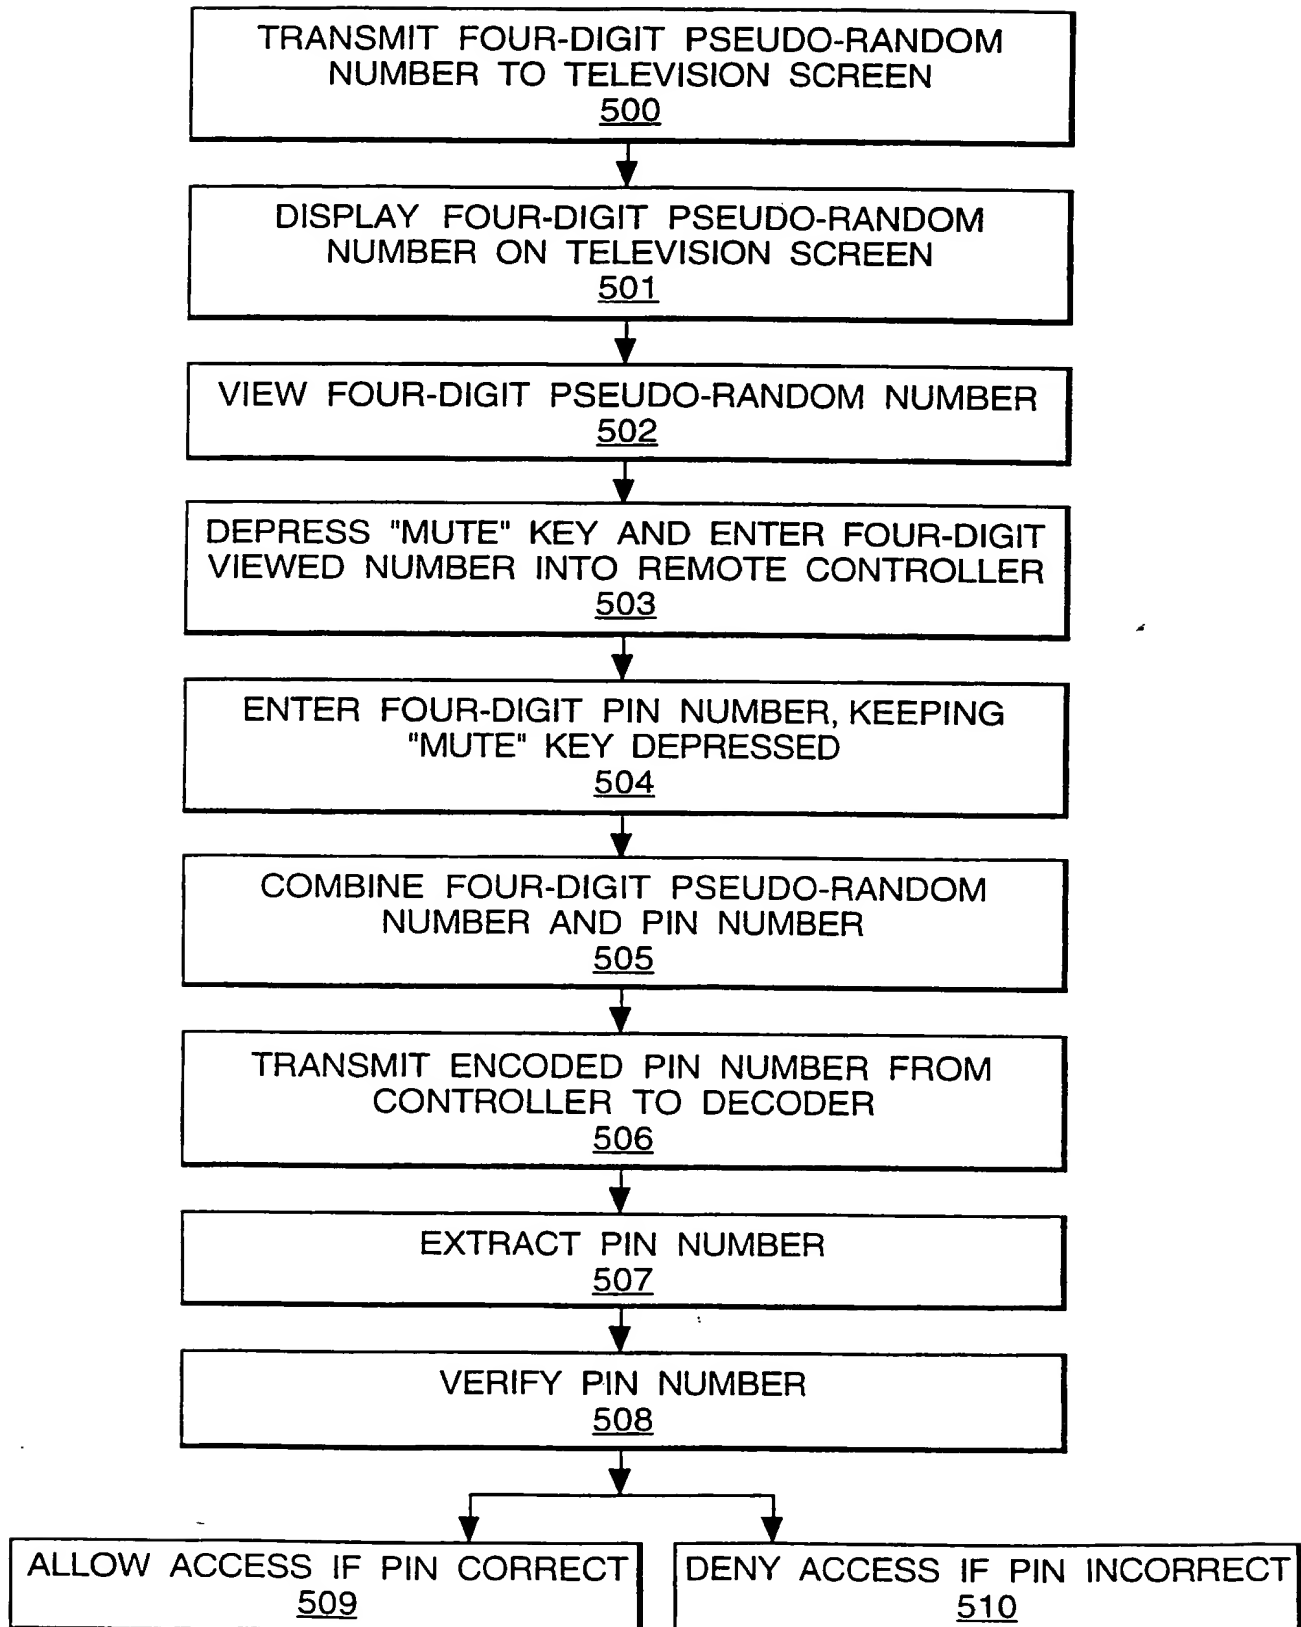 TRANSMIT FOUR-DIGIT PSEUDO-RANDOM
NUMBER TO TELEVISION SCREEN
500
DISPLAY FOUR-DIGIT PSEUDO-RANDOM
NUMBER ON TELEVISION SCREEN
501
VIEW FOUR-DIGIT PSEUDO-RANDOM NUMBER
502
DEPRESS "MUTE" KEY AND ENTER FOUR-DIGIT
VIEWED NUMBER INTO REMOTE CONTROLLER
503
ENTER FOUR-DIGIT PIN NUMBER, KEEPING
"MUTE" KEY DEPRESSED
504
COMBINE FOUR-DIGIT PSEUDO-RANDOM
NUMBER AND PIN NUMBER
505
TRANSMIT ENCODED PIN NUMBER FROM
CONTROLLER TO DECODER
506
EXTRACT PIN NUMBER
507
VERIFY PIN NUMBER
508
ALLOW ACCESS IF PIN CORRECT
509
DENY ACCESS IF PIN INCORRECT
510